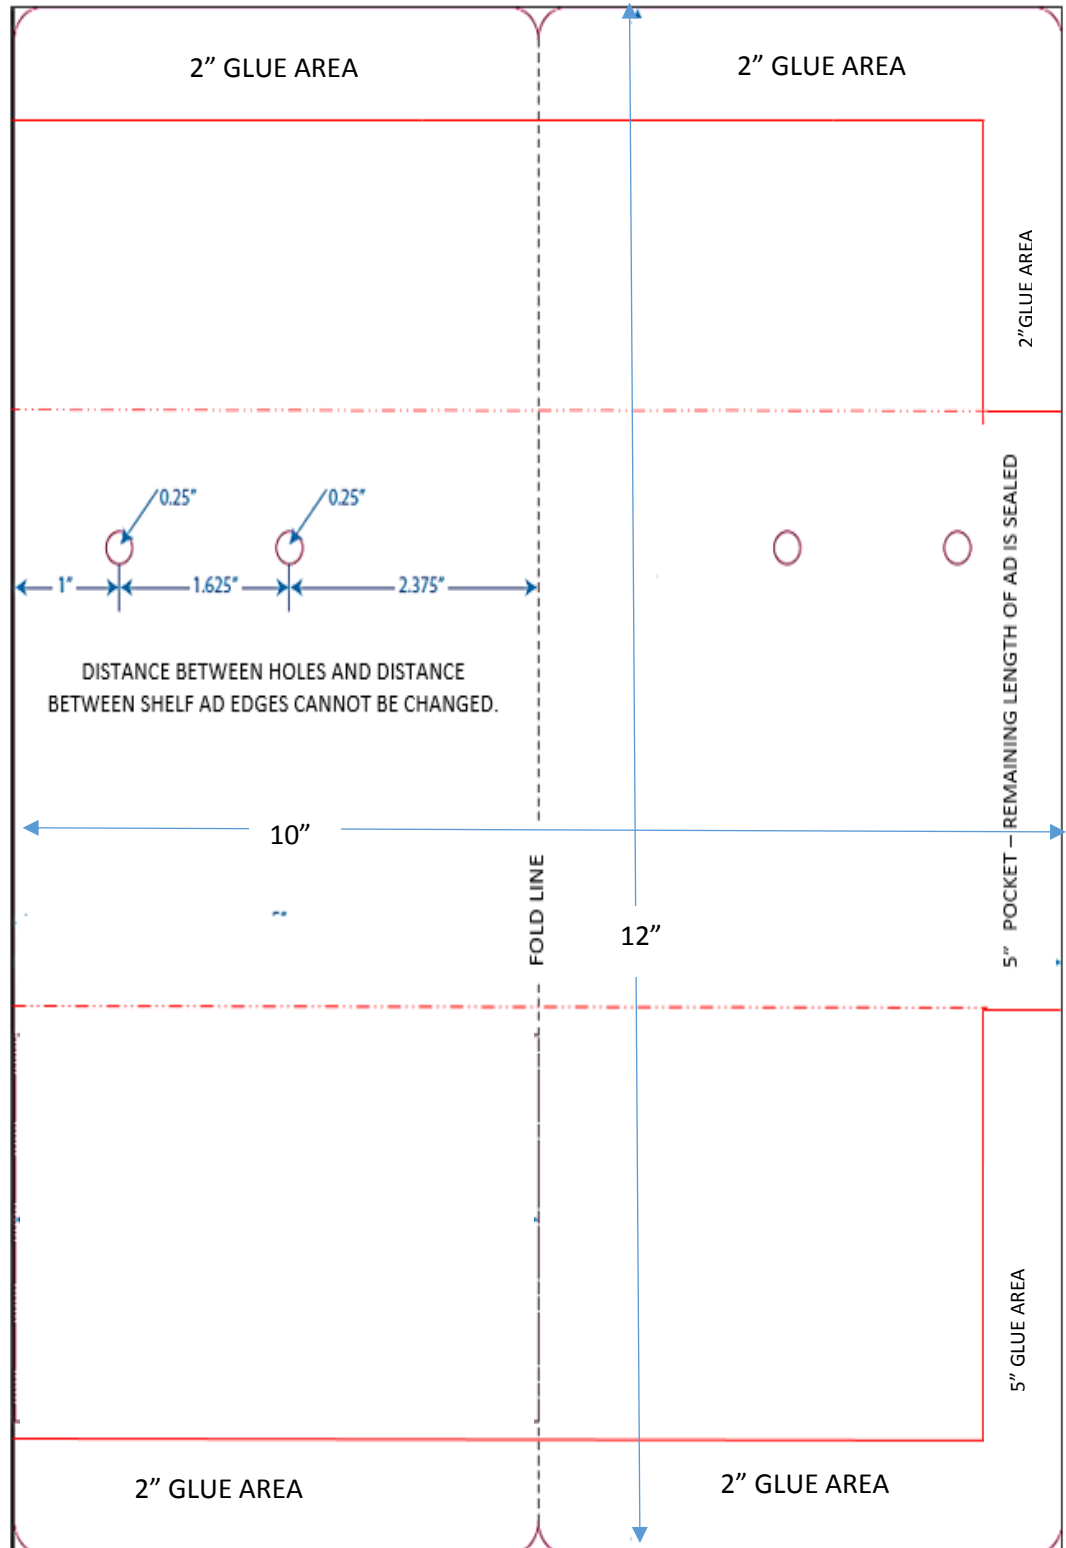 2” GLUE AREA
2” GLUE AREA
2”GLUE AREA
0.25”
0.25”
1”
1.625”
2.375”
DISTANCE BETWEEN HOLES AND DISTANCE
BETWEEN SHELF AD EDGES CANNOT BE CHANGED.
5” POCKET – REMAINING LENGTH OF AD IS SEALED
10”
FOLD LINE
12”
5” GLUE AREA
2” GLUE AREA
2” GLUE AREA